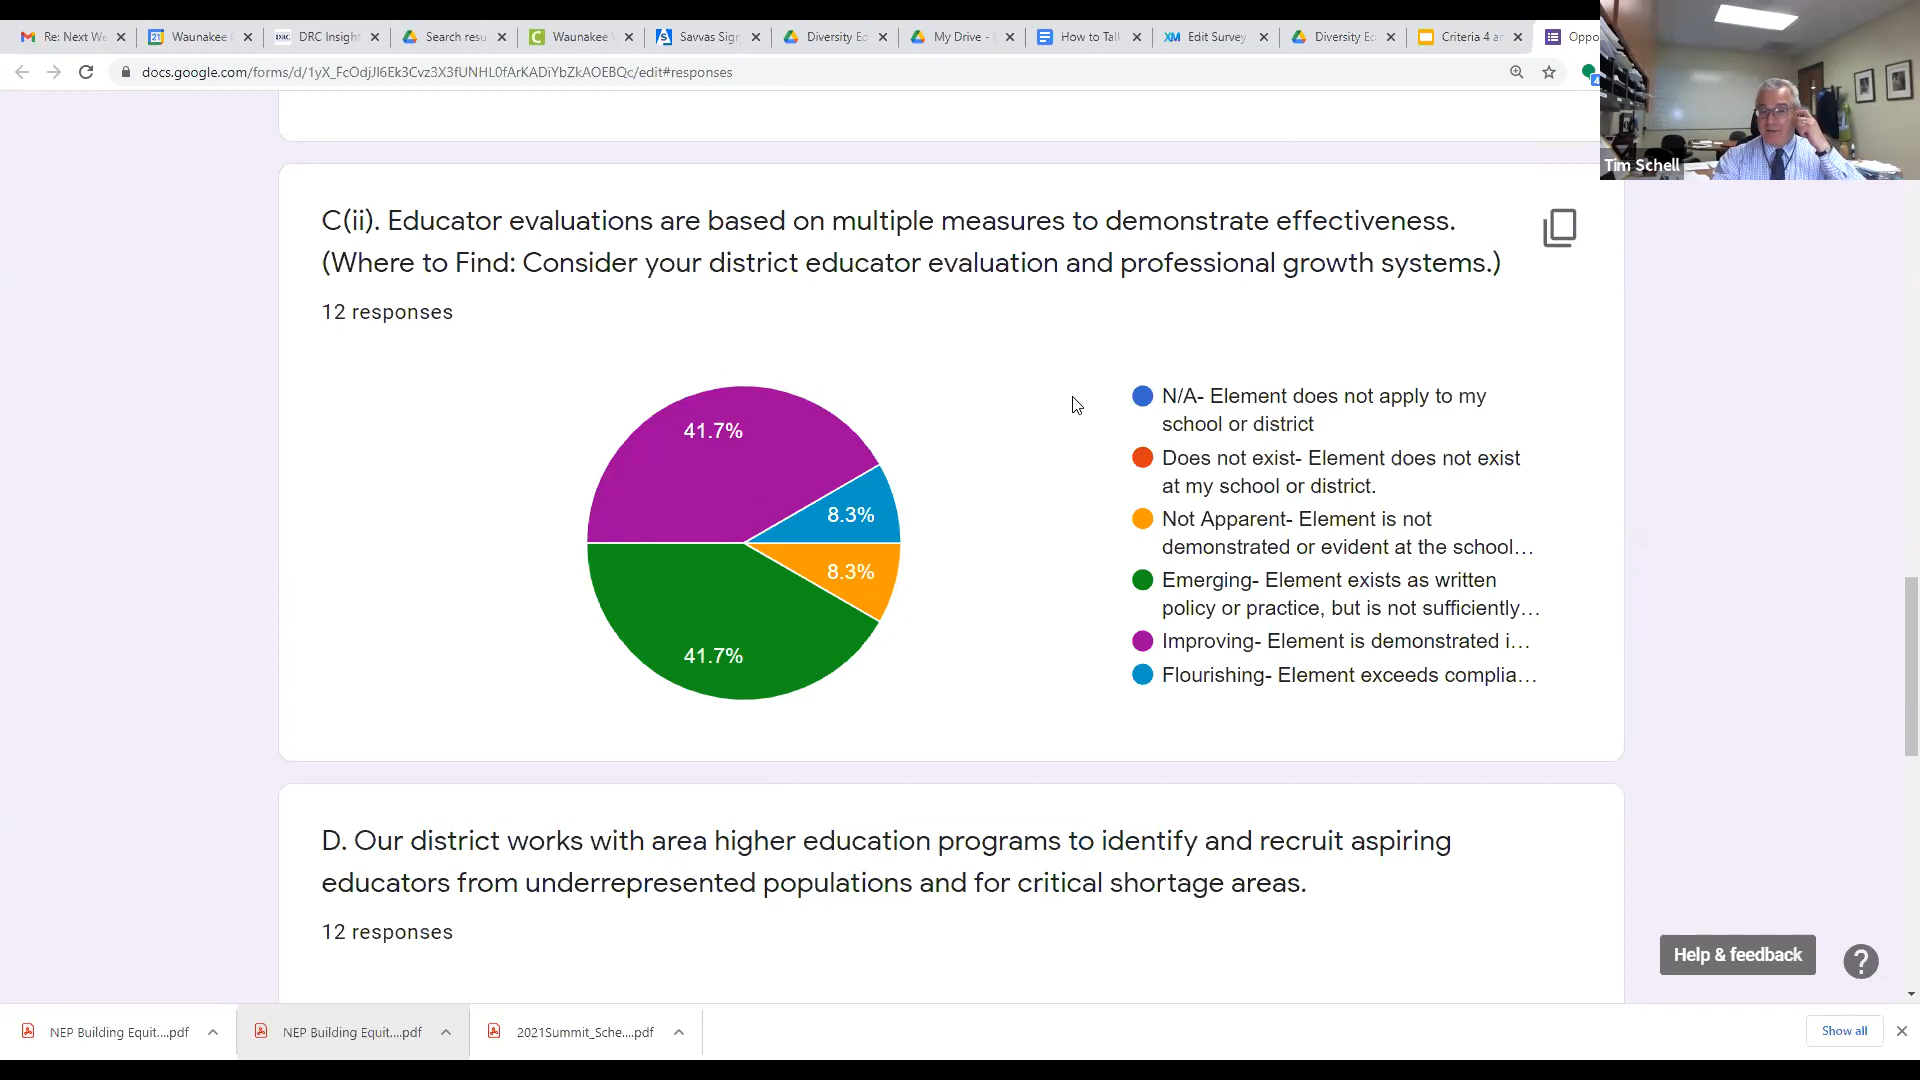 Re: Next We
Waunakee
DRC Insigh
Search resu
Waunakee
Savvas Sig
Diversity Ec
My Drive -
How to Talk
Edit Survey
Diversity Ec
Criteria 4 ar
Oppo
docs.google.com/forms/d/1yX_FcOdjJI6Ek3Cvz3X3fUNHL0fArKADiYbZkAOEBQc/edit#responses
Tim Schell
C(ii). Educator evaluations are based on multiple measures to demonstrate effectiveness.
(Where to Find: Consider your district educator evaluation and professional growth systems.)
12 responses
41.7%
8.3%
8.3%
41.7%
N/A- Element does not apply to my
school or district
Does not exist- Element does not exist
at my school or district.
Not Apparent- Element is not
demonstrated or evident at the school…
Emerging- Element exists as written
policy or practice, but is not sufficiently…
Improving- Element is demonstrated i…
Flourishing- Element exceeds complia…
D. Our district works with area higher education programs to identify and recruit aspiring
educators from underrepresented populations and for critical shortage areas.
12 responses
Help & feedback
NEP Building Equit....pdf
NEP Building Equit....pdf
2021Summit_Sche....pdf
Show all